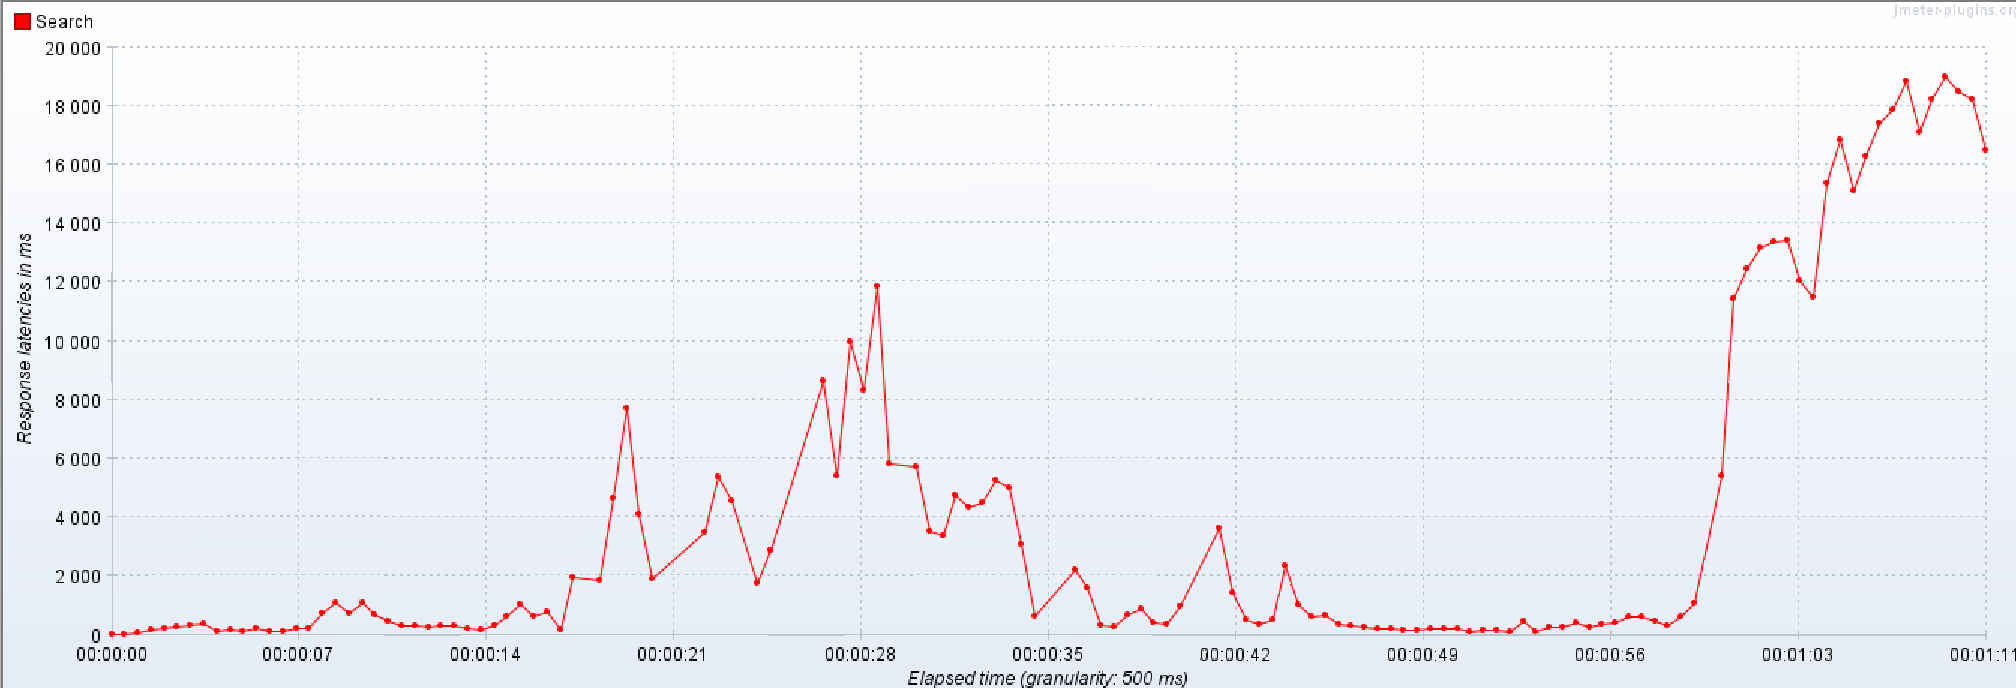 jmeter-plugins.org
Search
20 000
18 000
16 000
14 000
12 000
10 000
8 000
6 000
4 000
2 000
0
Response latencies in ms
00:00:00 00:00:07 00:00:14 00:00:21 00:00:28 00:00:35 00:00:42 00:00:49 00:00:56 00:01:03 00:01:11
Elapsed time (granularity: 500 ms)